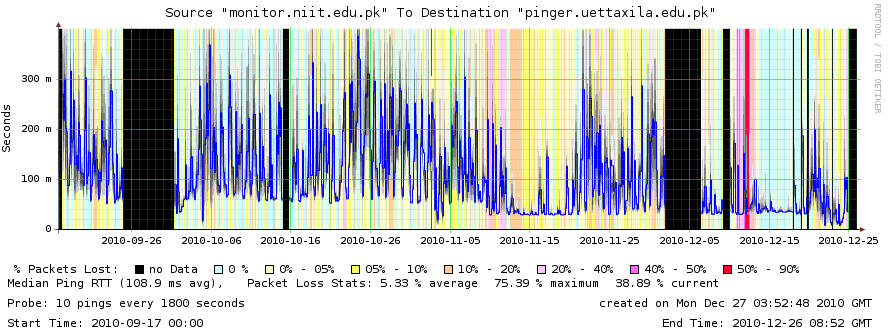 Source "monitor.niit.edu.pk" To Destination "pinger.uettaxila.edu.pk"
RRDTOOL / TOBI OETIKER
Seconds
300 m
200 m
100 m
0
2010-09-26 2010-10-06 2010-10-16 2010-10-26 2010-11-05 2010-11-15 2010-11-25 2010-12-05 2010-12-15 2010-12-25
% Packets Lost: no Data 0 % 0% - 05% 05% - 10% 10% - 20% 20% - 40% 40% - 50% 50% - 90%
Median Ping RTT (108.9 ms avg), Packet Loss Stats: 5.33 % average 75.39 % maximum 38.89 % current
Probe: 10 pings every 1800 seconds created on Mon Dec 27 03:52:48 2010 GMT
Start Time: 2010-09-17 00:00 End Time: 2010-12-26 08:52 GMT